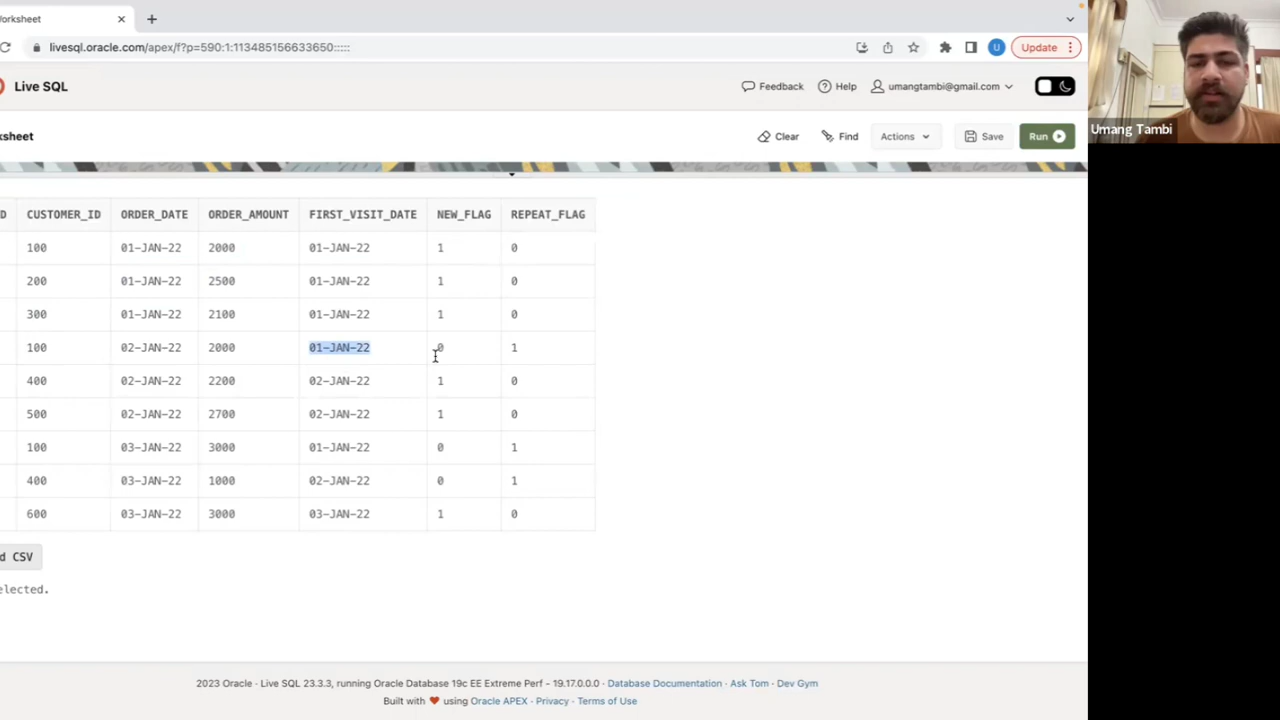 orksheet
livesql.oracle.com/apex/f?p=590:1:113485156633650:::::
U
Update
Live SQL
Feedback
Help
umangtambi@gmail.com
ksheet
Clear
Find
Actions
Save
Run
Umang Tambi
D CUSTOMER_ID ORDER_DATE ORDER_AMOUNT FIRST_VISIT_DATE NEW_FLAG REPEAT_FLAG
100 01-JAN-22 2000 01-JAN-22 1 0
200 01-JAN-22 2500 01-JAN-22 1 0
300 01-JAN-22 2100 01-JAN-22 1 0
100 02-JAN-22 2000 01-JAN-22 0 1
400 02-JAN-22 2200 02-JAN-22 1 0
500 02-JAN-22 2700 02-JAN-22 1 0
100 03-JAN-22 3000 01-JAN-22 0 1
400 03-JAN-22 1000 02-JAN-22 0 1
600 03-JAN-22 3000 03-JAN-22 1 0
d CSV
elected.
2023 Oracle · Live SQL 23.3.3, running Oracle Database 19c EE Extreme Perf - 19.17.0.0.0 · Database Documentation · Ask Tom · Dev Gym
Built with ❤ using Oracle APEX · Privacy · Terms of Use